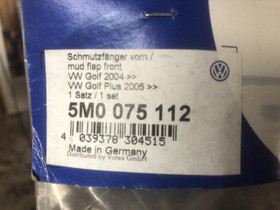 Schmutzfänger vorn /
mud flap front
VW Golf 2004 >>
VW Golf Plus 2005 >>
1 Satz / 1 set
5M0 075 112
4 039378 304515
Made in Germany
Distributed by Votex GmbH